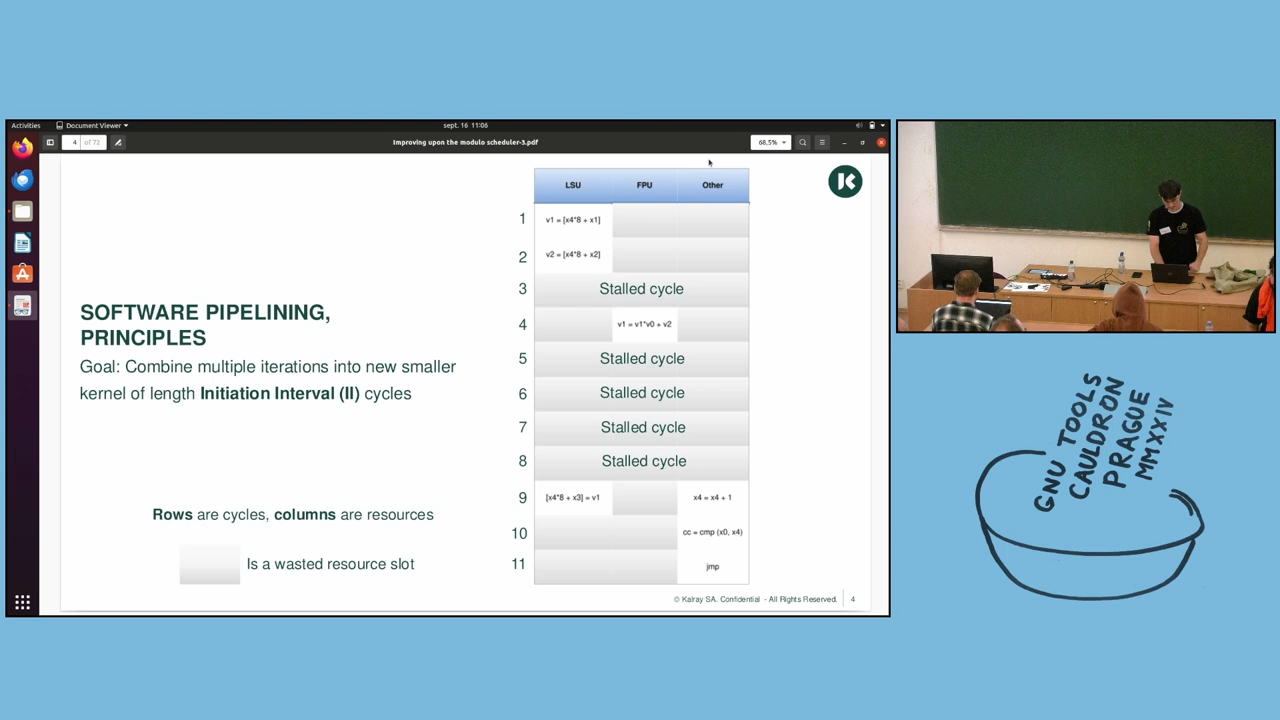 Activities
Document Viewer
sept. 16 11:06
4 of 72
Improving upon the modulo scheduler-3.pdf
68,5%
SOFTWARE PIPELINING,
PRINCIPLES
Goal: Combine multiple iterations into new smaller
kernel of length Initiation Interval (II) cycles
Rows are cycles, columns are resources
Is a wasted resource slot
LSU FPU Other
1 v1 = [x4*8 + x1]
2 v2 = [x4*8 + x2]
3 Stalled cycle
4 v1 = v1*v0 + v2
5 Stalled cycle
6 Stalled cycle
7 Stalled cycle
8 Stalled cycle
9 [x4*8 + x3] = v1 x4 = x4 + 1
10 cc = cmp (x0, x4)
11 jmp
© Kalray SA. Confidential - All Rights Reserved. 4
GNU TOOLS
CAULDRON
PRAGUE
MMXXIV